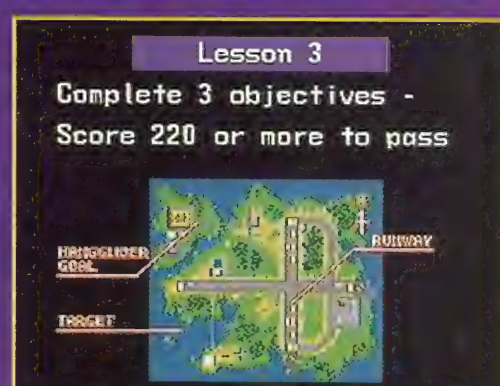 Lesson 3
Complete 3 objectives -
Score 220 or more to pass
HANGGLIDER
GOAL
RUNWAY
TARGET